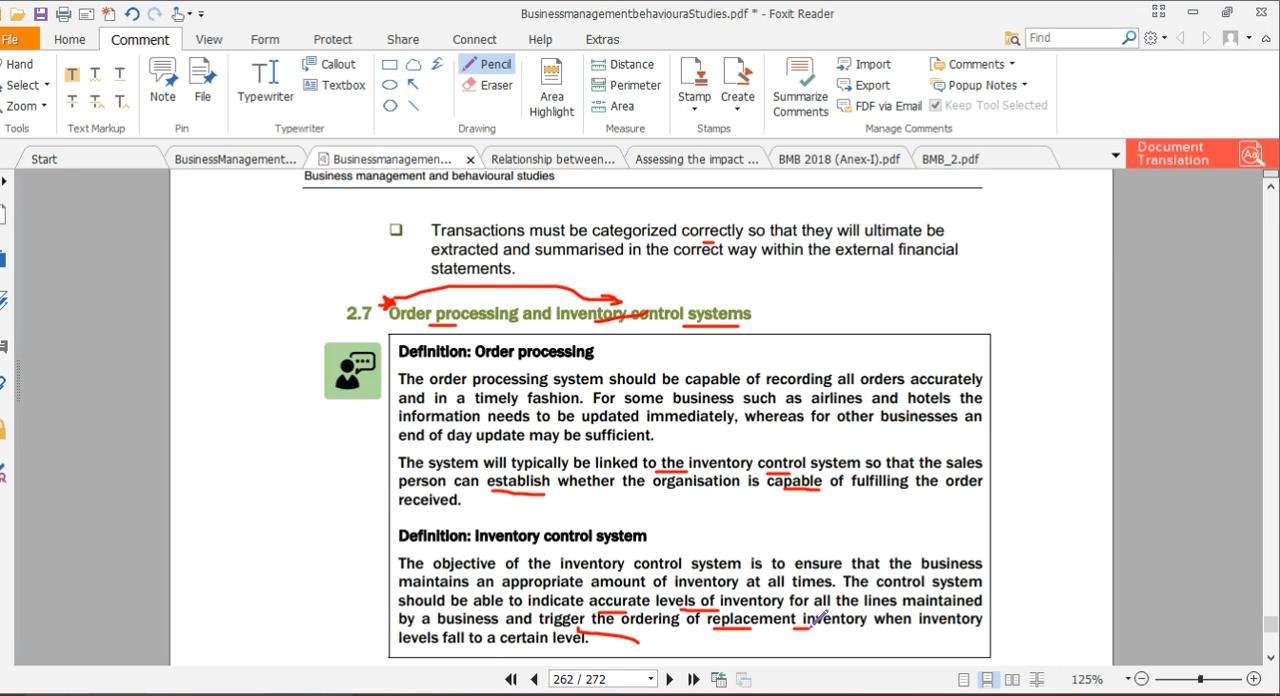 BusinessmanagementbehaviouraStudies.pdf * - Foxit Reader
File Home Comment View Form Protect Share Connect Help Extras Find
Hand
Select
Zoom
Tools
Text Markup
Note File
Pin
Typewriter
Callout
Textbox
Typewriter
Pencil
Eraser
Drawing
Area
Highlight
Distance
Perimeter
Area
Measure
Stamp Create
Stamps
Summarize
Comments
Import
Export
FDF via Email
Comments
Popup Notes
Keep Tool Selected
Manage Comments
Start BusinessManagement... Businessmanagemen... Relationship between... Assessing the impact ... BMB 2018 (Anex-I).pdf BMB_2.pdf
Document
Translation
Aa
Business management and behavioural studies
Transactions must be categorized correctly so that they will ultimate be
extracted and summarised in the correct way within the external financial
statements.
2.7 Order processing and inventory control systems
Definition: Order processing
The order processing system should be capable of recording all orders accurately
and in a timely fashion. For some business such as airlines and hotels the
information needs to be updated immediately, whereas for other businesses an
end of day update may be sufficient.
The system will typically be linked to the inventory control system so that the sales
person can establish whether the organisation is capable of fulfilling the order
received.
Definition: Inventory control system
The objective of the inventory control system is to ensure that the business
maintains an appropriate amount of inventory at all times. The control system
should be able to indicate accurate levels of inventory for all the lines maintained
by a business and trigger the ordering of replacement inventory when inventory
levels fall to a certain level.
262 / 272
125%